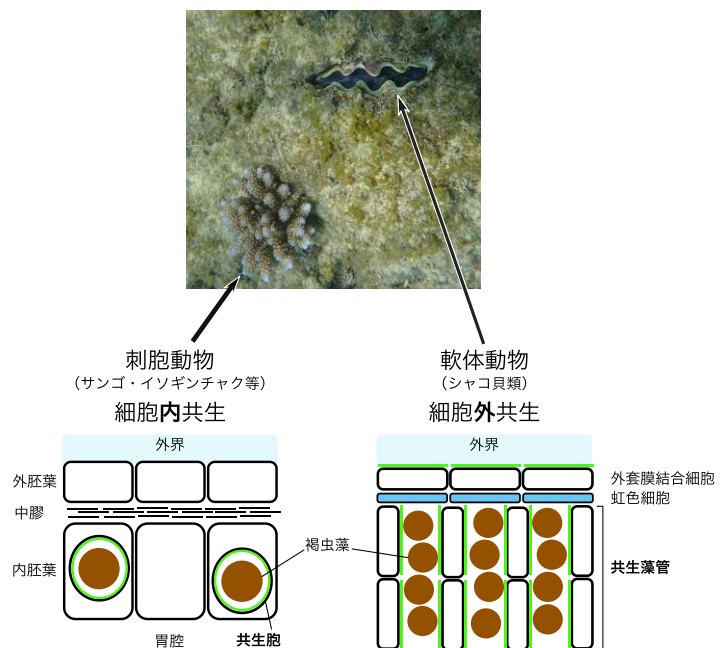 刺胞動物
（サンゴ・イソギンチャク等）
細胞内共生
軟体動物
（シャコ貝類）
細胞外共生
外界
外胚葉
中膠
内胚葉
胃腔
共生胞
褐虫藻
外界
外套膜結合細胞
虹色細胞
共生藻管